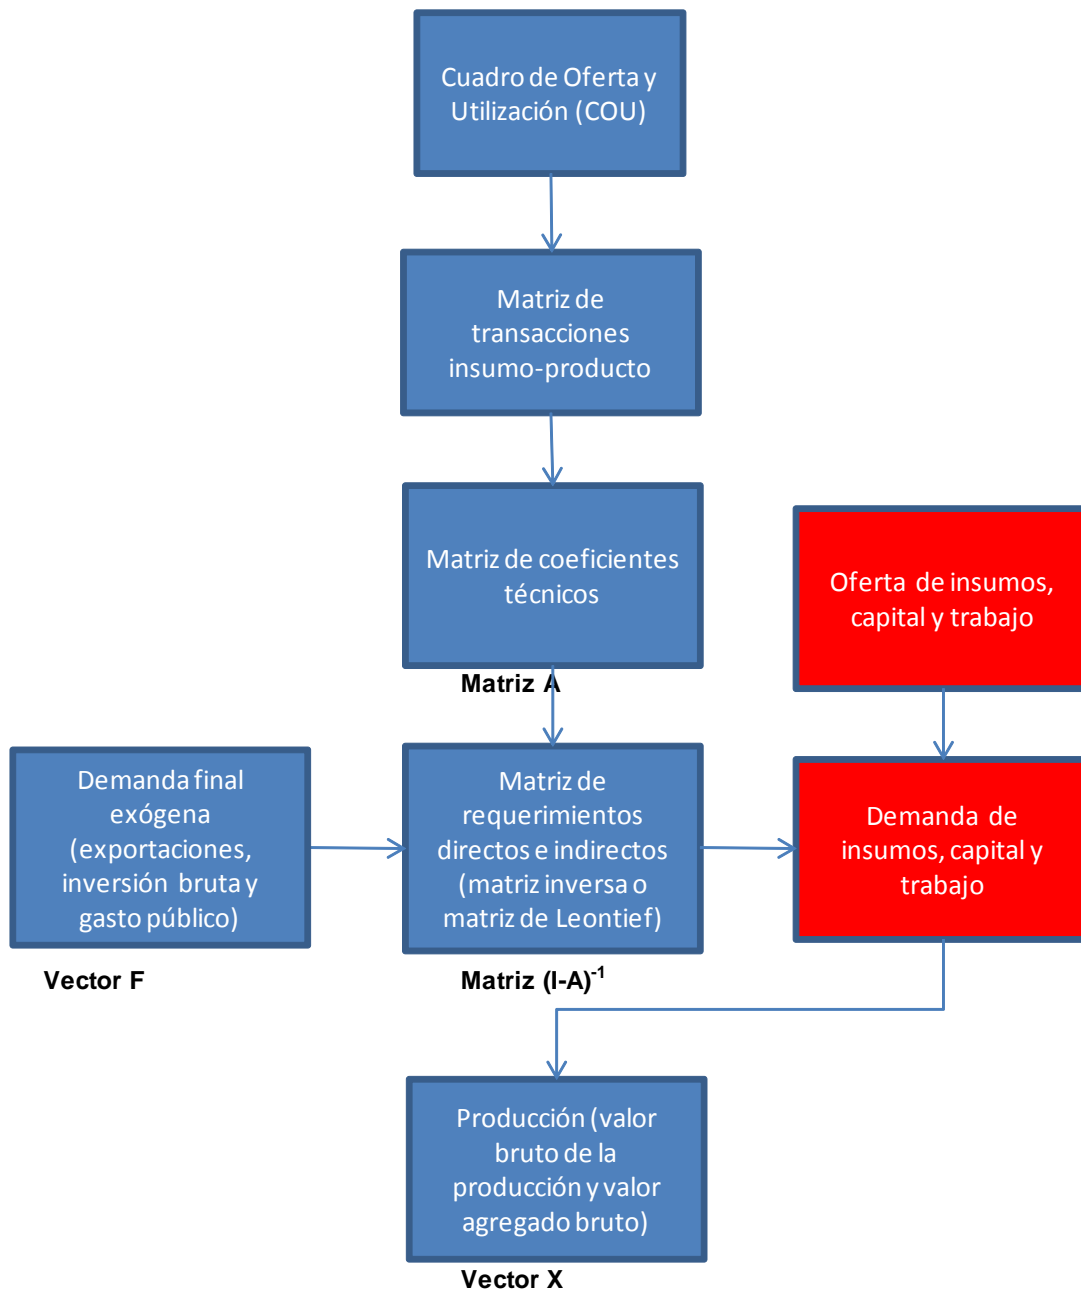 Cuadro de Oferta y
Utilización (COU)
Matriz de
transacciones
insumo-producto
Matriz de coeficientes
técnicos
Matriz A
Oferta de insumos,
capital y trabajo
Demanda final
exógena
(exportaciones,
inversión bruta y
gasto público)
Vector F
Matriz de
requerimientos
directos e indirectos
(matriz inversa o
matriz de Leontief)
Matriz (I-A)⁻¹
Demanda de
insumos, capital y
trabajo
Producción (valor
bruto de la
producción y valor
agregado bruto)
Vector X